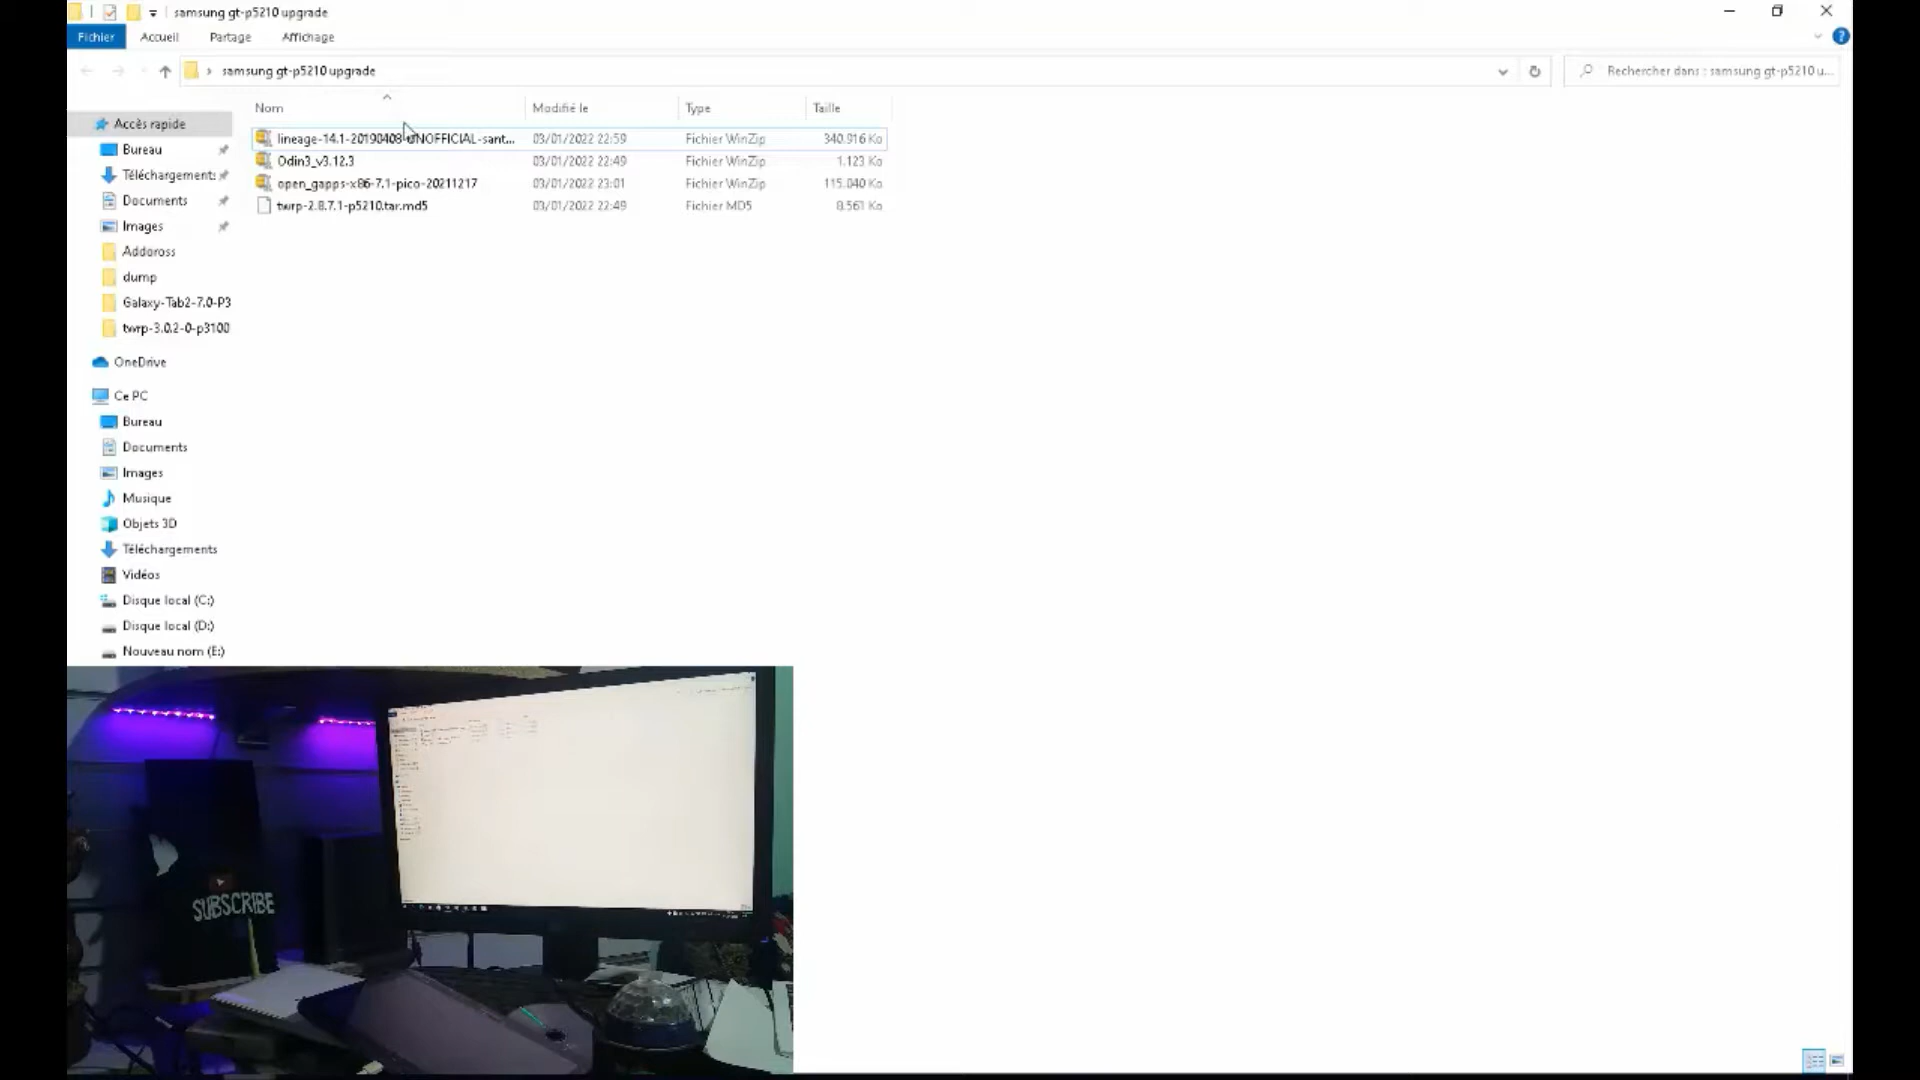 samsung gt-p5210 upgrade
Fichier Accueil Partage Affichage
samsung gt-p5210 upgrade
Rechercher dans : samsung gt-p5210 u...
Nom Modifié le Type Taille
lineage-14.1-20190408-UNOFFICIAL-sant... 03/01/2022 22:59 Fichier WinZip 340.916 Ko
Odin3_v3.12.3 03/01/2022 22:49 Fichier WinZip 1.123 Ko
open_gapps-x86-7.1-pico-20211217 03/01/2022 23:01 Fichier WinZip 115.040 Ko
twrp-2.8.7.1-p5210.tar.md5 03/01/2022 22:49 Fichier MD5 8.561 Ko
Accès rapide
Bureau
Téléchargements
Documents
Images
Addoross
dump
Galaxy-Tab2-7.0-P3
twrp-3.0.2-0-p3100
OneDrive
Ce PC
Bureau
Documents
Images
Musique
Objets 3D
Téléchargements
Vidéos
Disque local (C:)
Disque local (D:)
Nouveau nom (E:)
SUBSCRIBE